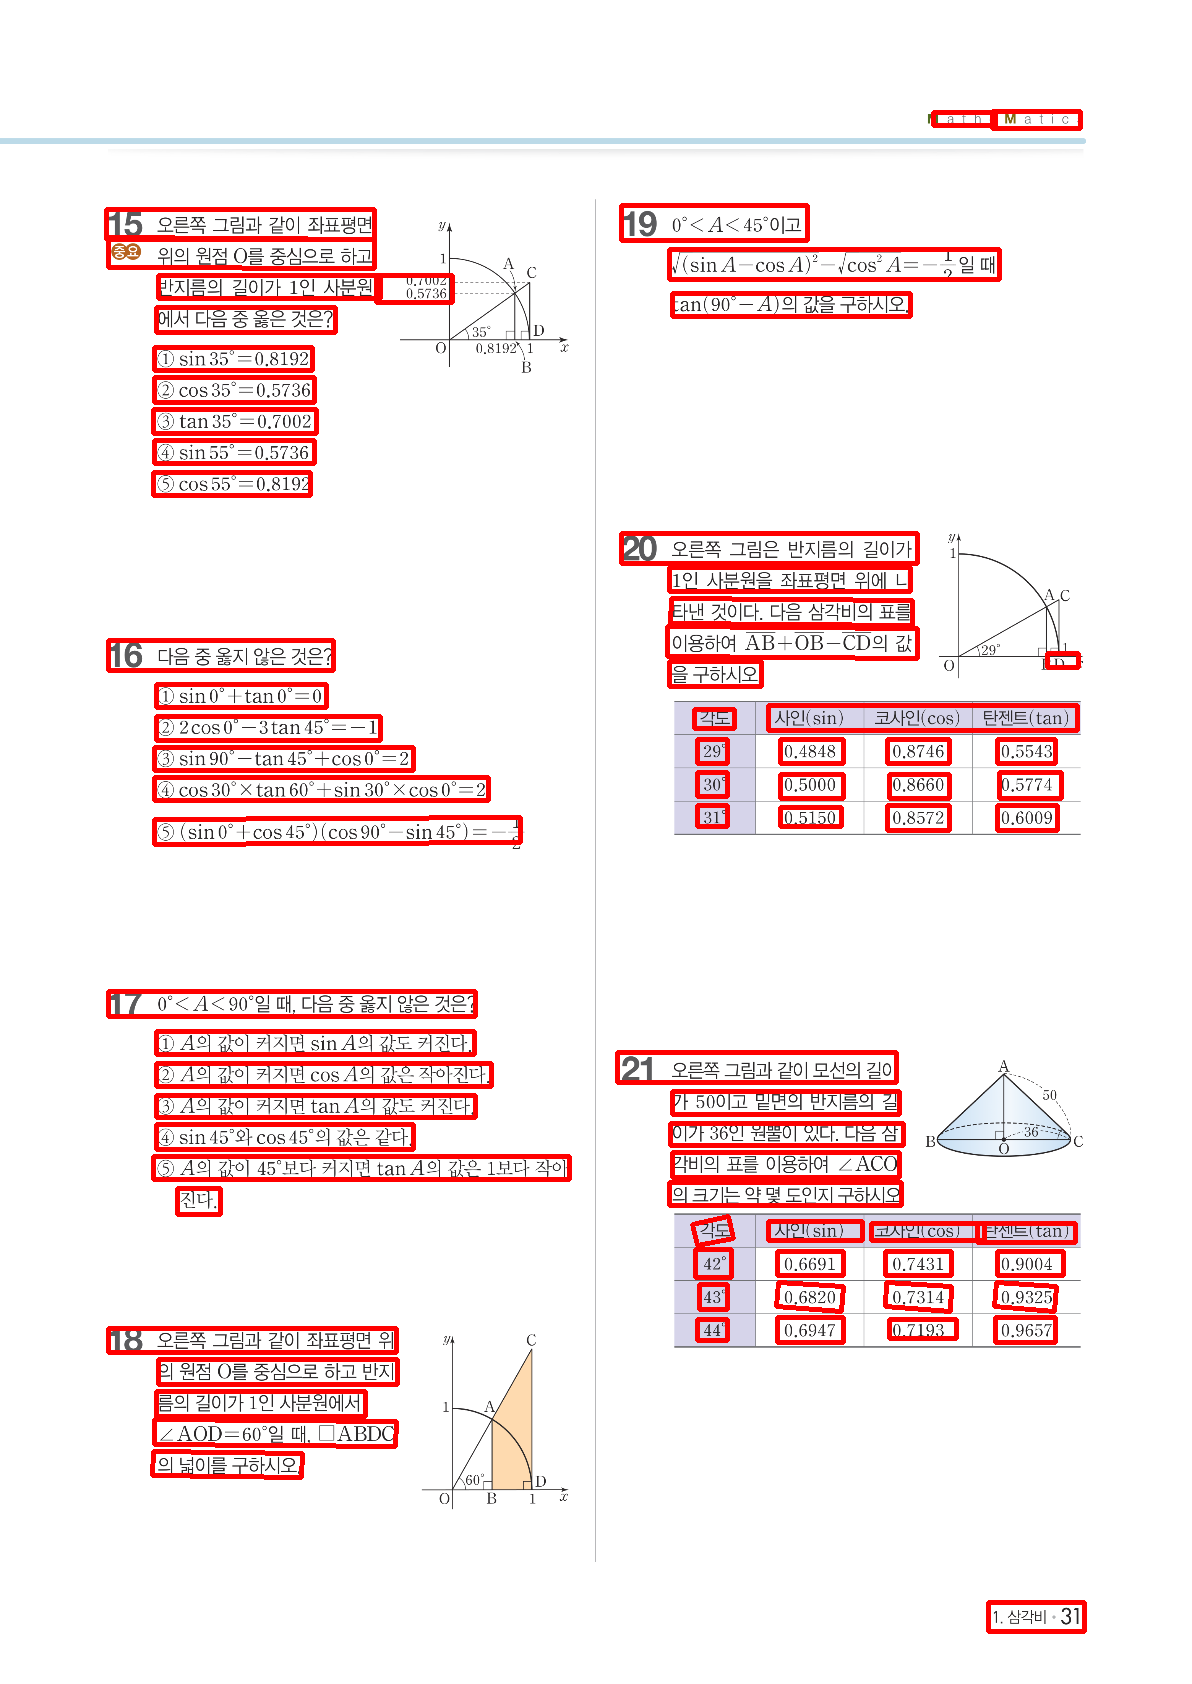 Math Matic
15 오른쪽 그림과 같이 좌표평면
중요 위의 원점 O를 중심으로 하고
반지름의 길이가 1인 사분원
에서 다음 중 옳은 것은?
① sin 35°=0.8192
② cos 35°=0.5736
③ tan 35°=0.7002
④ sin 55°=0.5736
⑤ cos 55°=0.8192
y
1
A
C
0.7002
0.5736
35°
D
O
0.8192
1
x
B
16 다음 중 옳지 않은 것은?
① sin 0°+tan 0°=0
② 2 cos 0°-3 tan 45°=-1
③ sin 90°-tan 45°+cos 0°=2
④ cos 30°×tan 60°+sin 30°×cos 0°=2
⑤ (sin 0°+cos 45°)(cos 90°-sin 45°)=-1/2
17 0°<A<90°일 때, 다음 중 옳지 않은 것은?
① A의 값이 커지면 sin A의 값도 커진다.
② A의 값이 커지면 cos A의 값은 작아진다.
③ A의 값이 커지면 tan A의 값도 커진다.
④ sin 45°와 cos 45°의 값은 같다.
⑤ A의 값이 45°보다 커지면 tan A의 값은 1보다 작아
진다.
18 오른쪽 그림과 같이 좌표평면 위
의 원점 O를 중심으로 하고 반지
름의 길이가 1인 사분원에서
∠AOD=60°일 때, □ABDC
의 넓이를 구하시오.
y
C
1
A
60°
D
O
B
1
x
19 0°<A<45°이고
√(sin A-cos A)²-√cos² A=-1/2일 때
tan(90°-A)의 값을 구하시오.
20 오른쪽 그림은 반지름의 길이가
1인 사분원을 좌표평면 위에 나
타낸 것이다. 다음 삼각비의 표를
이용하여 AB+OB-CD의 값
을 구하시오.
y
1
A C
29°
1
O
D
각도 사인(sin) 코사인(cos) 탄젠트(tan)
29° 0.4848 0.8746 0.5543
30° 0.5000 0.8660 0.5774
31° 0.5150 0.8572 0.6009
21 오른쪽 그림과 같이 모선의 길이
가 50이고 밑면의 반지름의 길
이가 36인 원뿔이 있다. 다음 삼
각비의 표를 이용하여 ∠ACO
의 크기는 약 몇 도인지 구하시오.
A
50
B
36
C
O
각도 사인(sin) 코사인(cos) 탄젠트(tan)
42° 0.6691 0.7431 0.9004
43° 0.6820 0.7314 0.9325
44° 0.6947 0.7193 0.9657
1. 삼각비 • 31